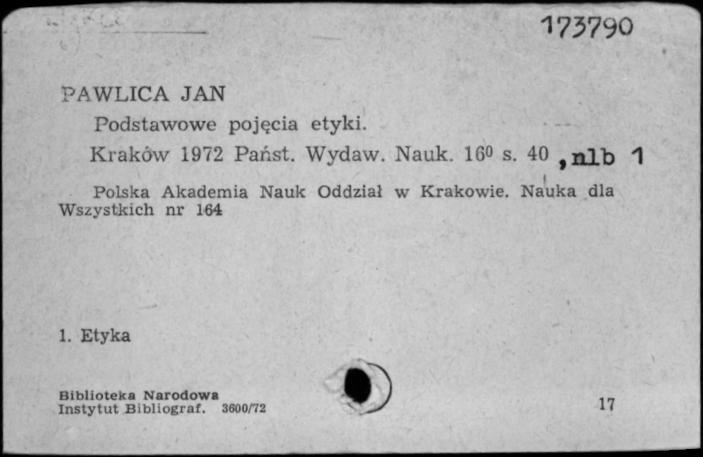 173790
PAWLICA JAN
Podstawowe pojęcia etyki.
Kraków 1972 Państ. Wydaw. Nauk. 16⁰ s. 40 , nlb 1
Polska Akademia Nauk Oddział w Krakowie. Nauka dla
Wszystkich nr 164
1. Etyka
Biblioteka Narodowa
Instytut Bibliograf. 3600/72
17